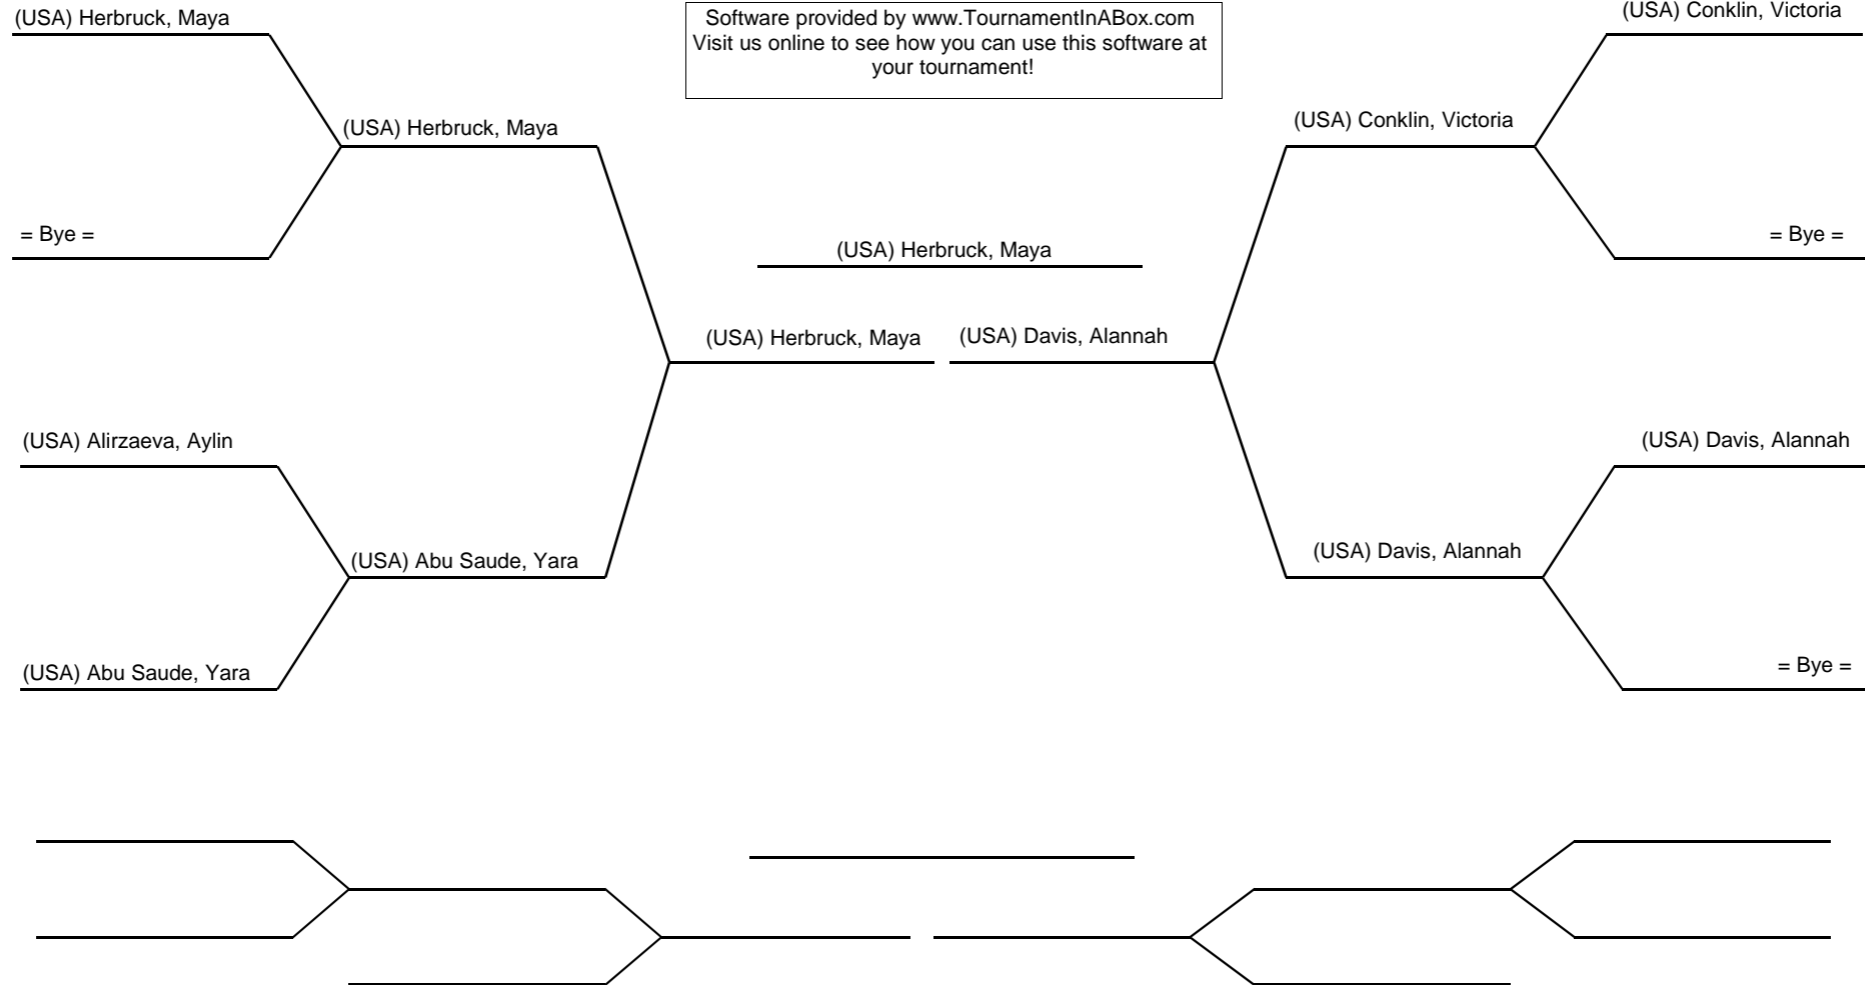 (USA) Herbruck, Maya
Software provided by www.TournamentInABox.com
Visit us online to see how you can use this software at
your tournament!
(USA) Conklin, Victoria
(USA) Herbruck, Maya
(USA) Conklin, Victoria
= Bye =
(USA) Herbruck, Maya
= Bye =
(USA) Herbruck, Maya
(USA) Davis, Alannah
(USA) Alirzaeva, Aylin
(USA) Davis, Alannah
(USA) Abu Saude, Yara
(USA) Davis, Alannah
(USA) Abu Saude, Yara
= Bye =